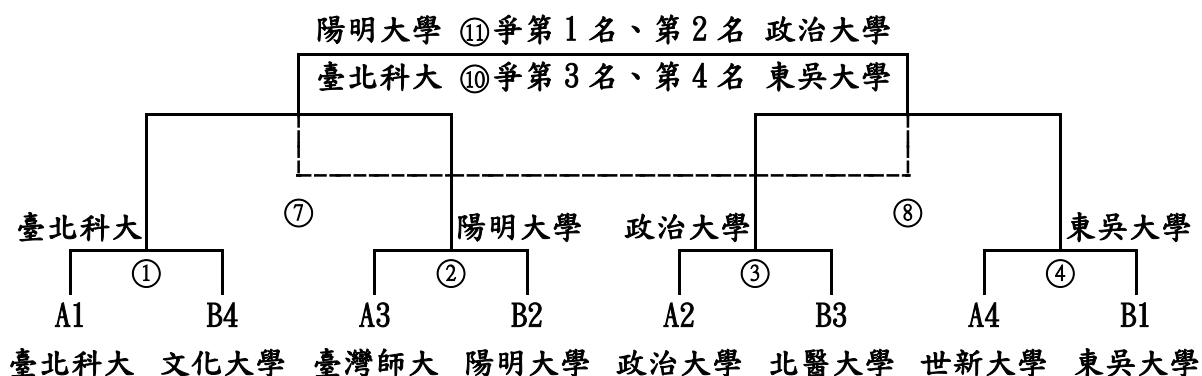 陽明大學 ⑪爭第1名、第2名 政治大學
臺北科大 ⑩爭第3名、第4名 東吳大學
⑦ ⑧
臺北科大 陽明大學 政治大學 東吳大學
① ② ③ ④
A1 B4 A3 B2 A2 B3 A4 B1
臺北科大 文化大學 臺灣師大 陽明大學 政治大學 北醫大學 世新大學 東吳大學